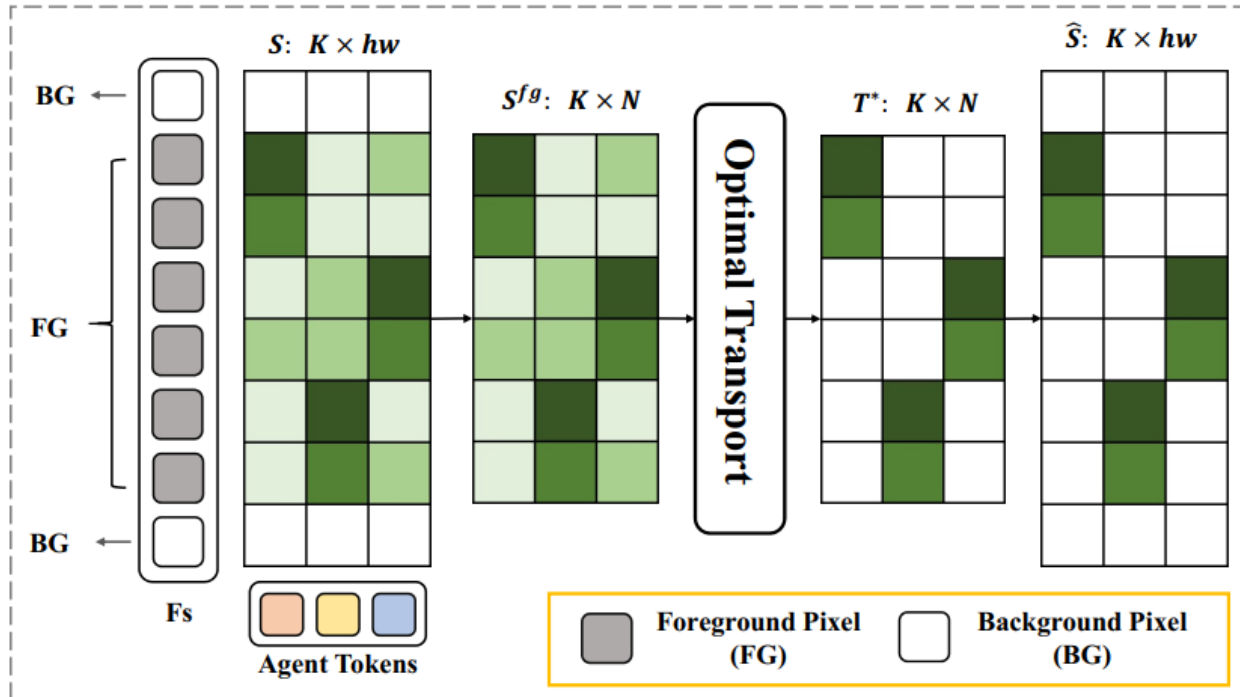 S: K × hw
Ŝ: K × hw
BG
S^fg: K × N
T*: K × N
Optimal Transport
FG
BG
Fs
Agent Tokens
Foreground Pixel
(FG)
Background Pixel
(BG)